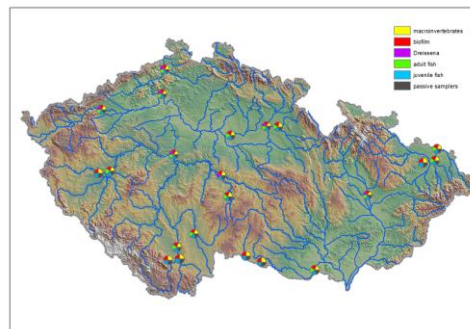 macroinvertebrates
biofilm
Dreissena
adult fish
juvenile fish
passive samplers